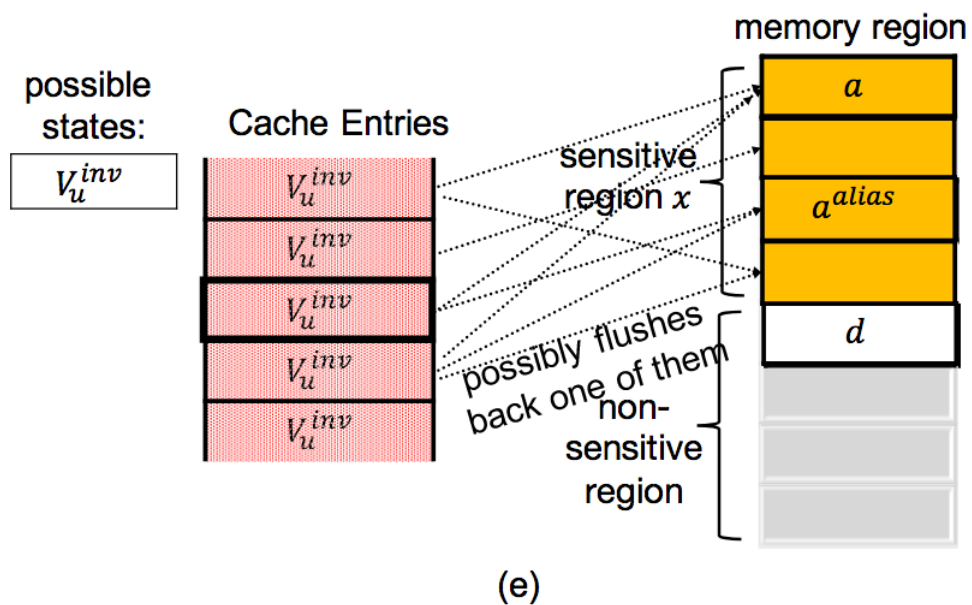 memory region
possible
states:
V_u^{inv}
Cache Entries
V_u^{inv}
V_u^{inv}
V_u^{inv}
V_u^{inv}
V_u^{inv}
sensitive
region x
a
a^{alias}
d
possibly flushes
back one of them
non-
sensitive
region
(e)